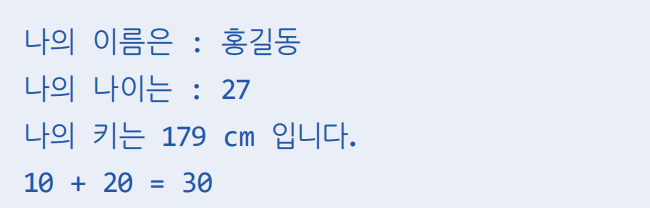 나의 이름은 : 홍길동
나의 나이는 : 27
나의 키는 179 cm 입니다.
10 + 20 = 30